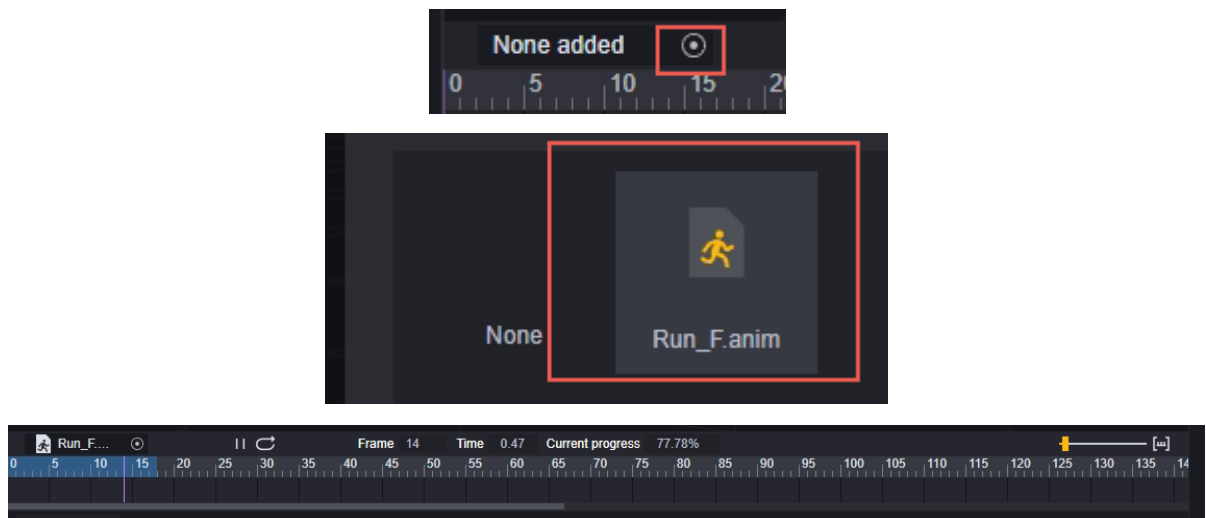 None added
0 5 10 15 2
None
Run_F.anim
Run_F.... Frame 14 Time 0.47 Current progress 77.78%
0 5 10 15 20 25 30 35 40 45 50 55 60 65 70 75 80 85 90 95 100 105 110 115 120 125 130 135 14